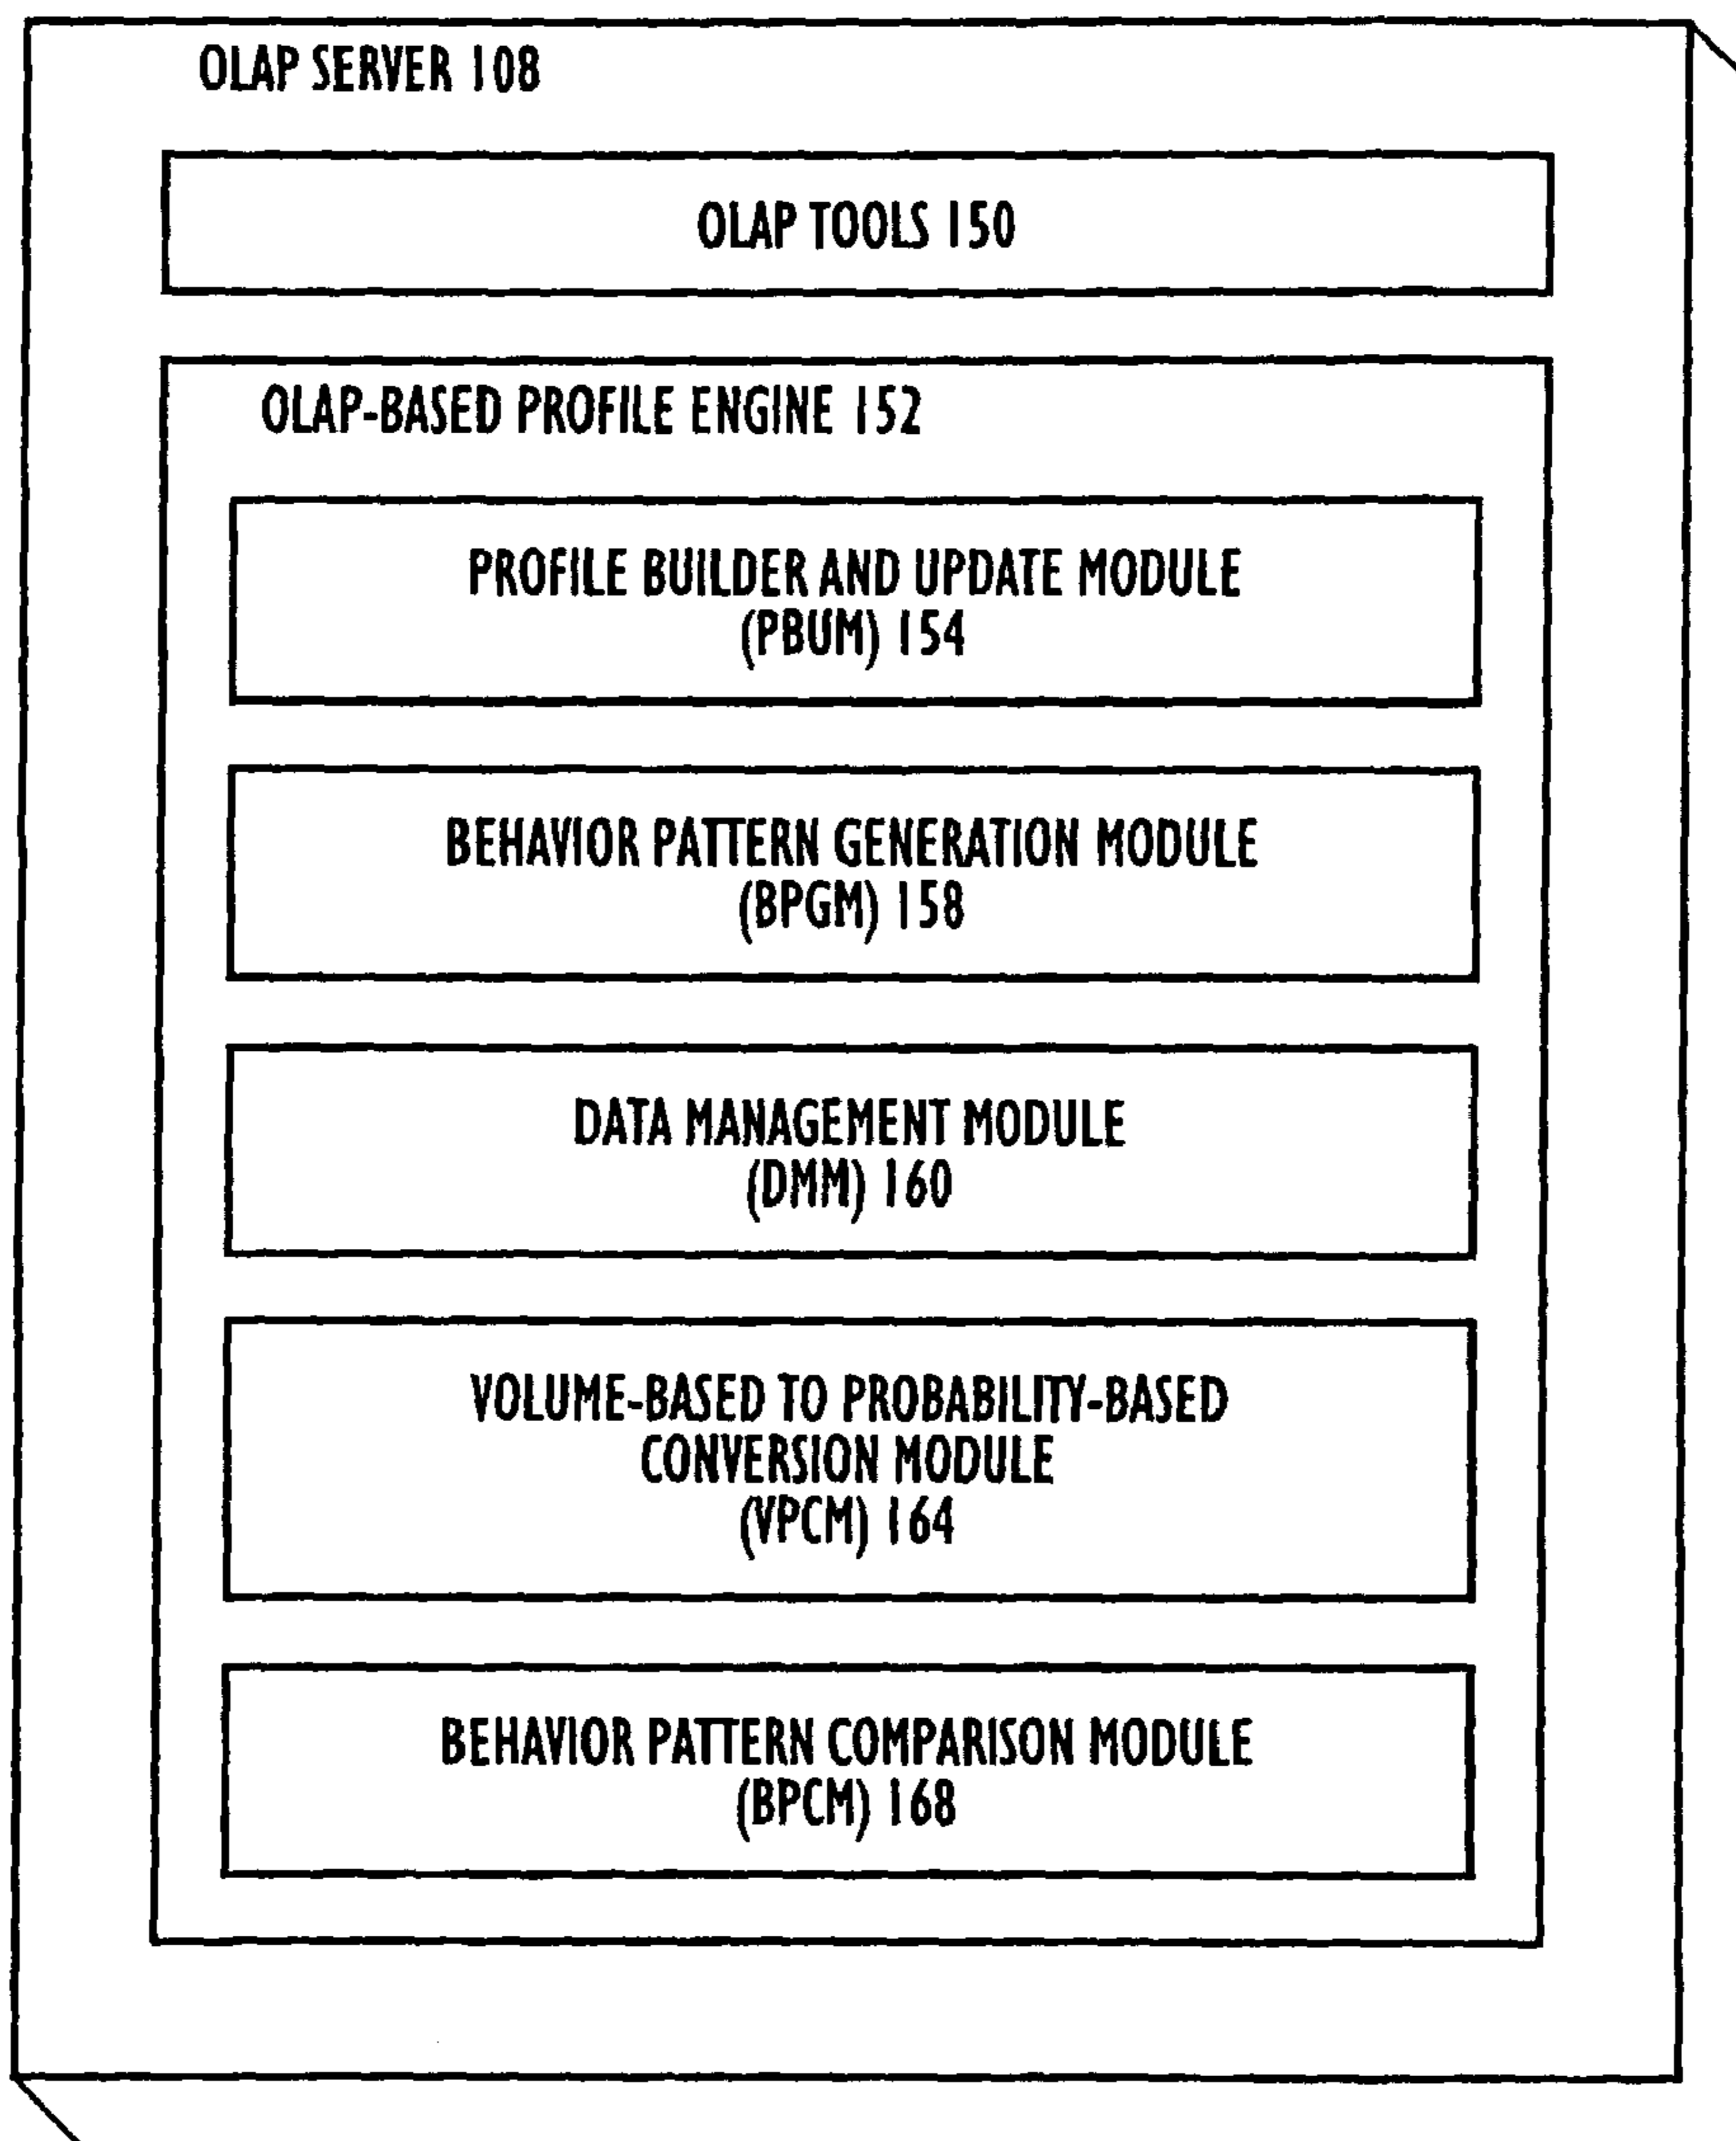 OLAP SERVER 108
OLAP TOOLS 150
OLAP-BASED PROFILE ENGINE 152
PROFILE BUILDER AND UPDATE MODULE
(PBUM) 154
BEHAVIOR PATTERN GENERATION MODULE
(BPGM) 158
DATA MANAGEMENT MODULE
(DMM) 160
VOLUME-BASED TO PROBABILITY-BASED
CONVERSION MODULE
(VPCM) 164
BEHAVIOR PATTERN COMPARISON MODULE
(BPCM) 168